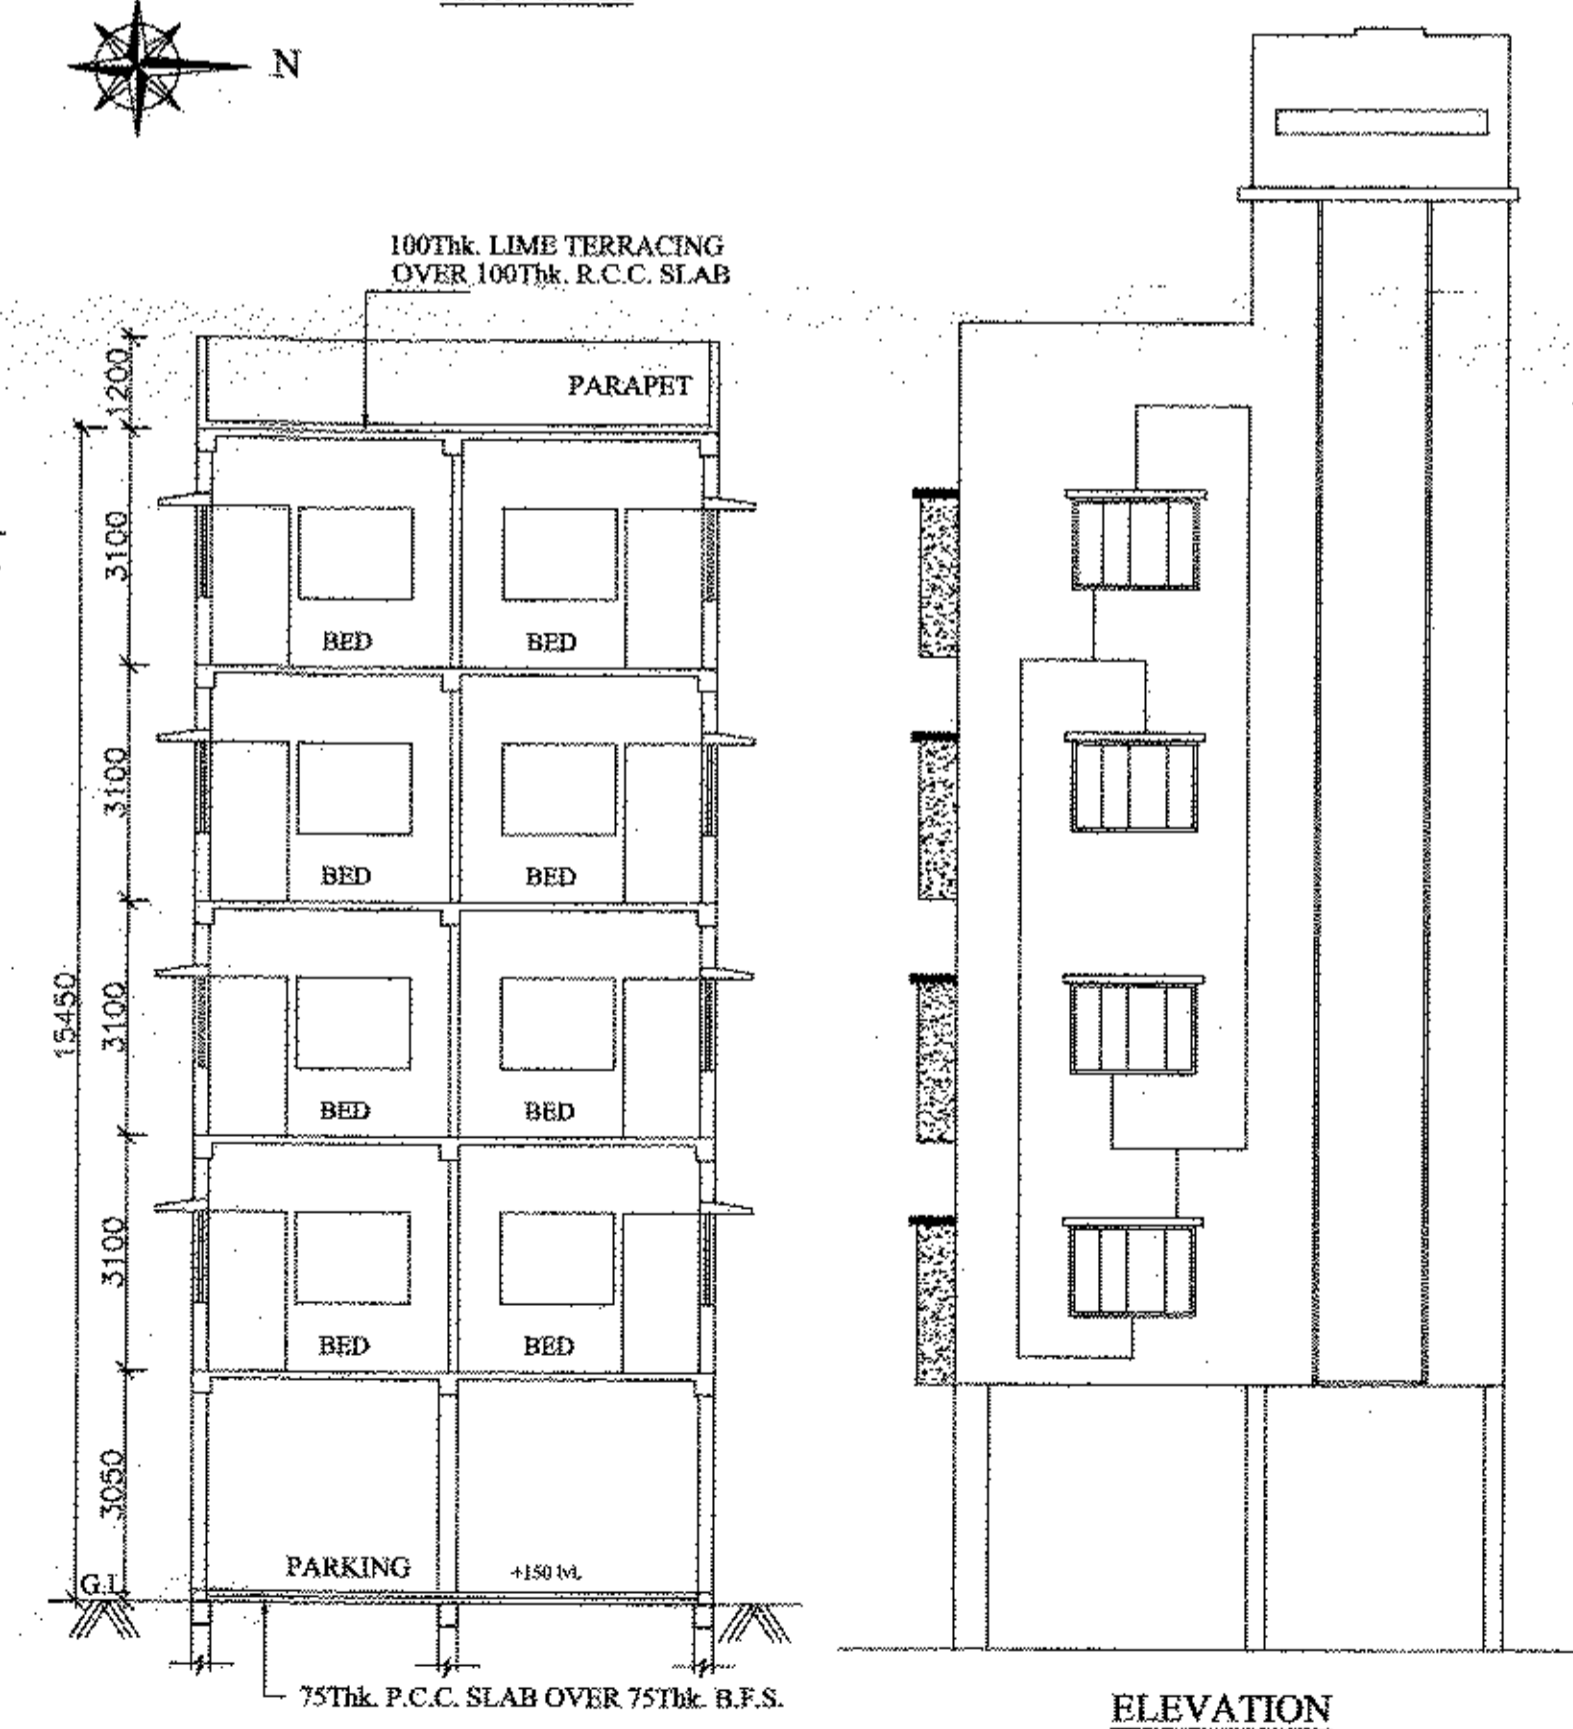 N
100Thk. LIME TERRACING
OVER 100Thk. R.C.C. SLAB
1200
PARAPET
3100
BED BED
3100
BED BED
15450
3100
BED BED
3100
BED BED
3050
PARKING
+150 lvl.
G.L
75Thk. P.C.C. SLAB OVER 75Thk. B.F.S.
ELEVATION